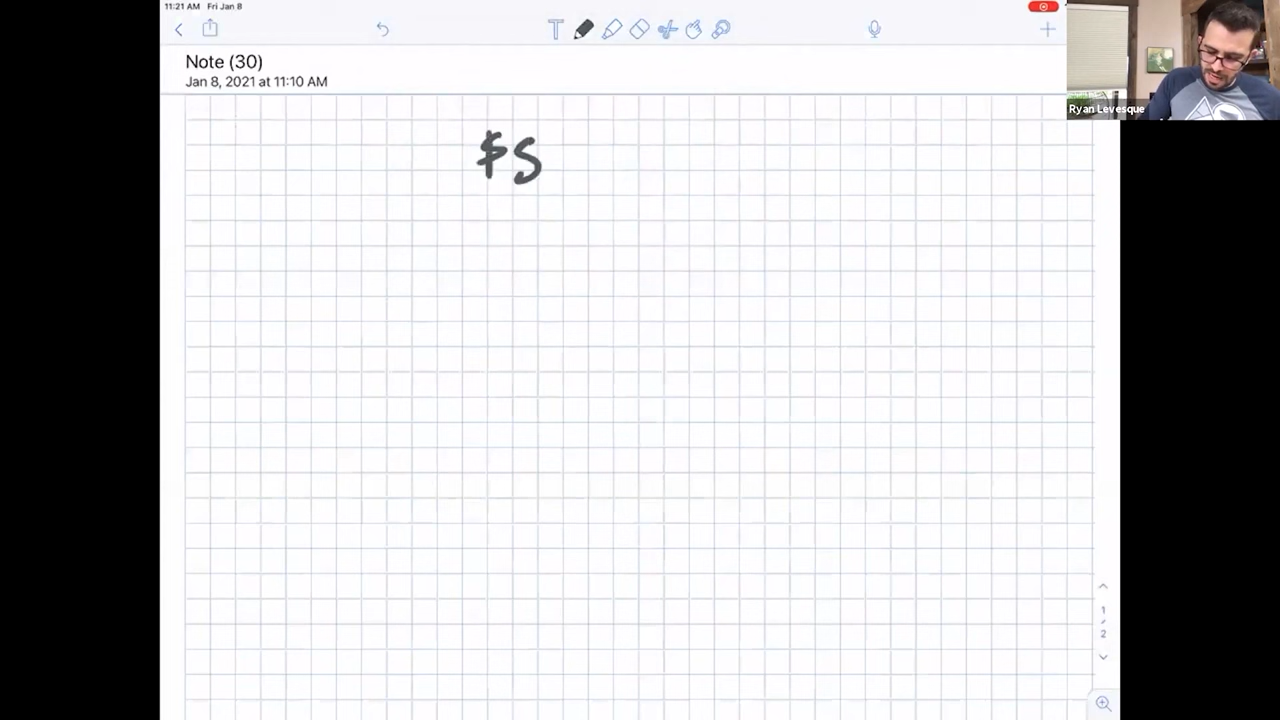 11:21 AM Fri Jan 8
Note (30)
Jan 8, 2021 at 11:10 AM
Ryan Levesque
$5
1
2